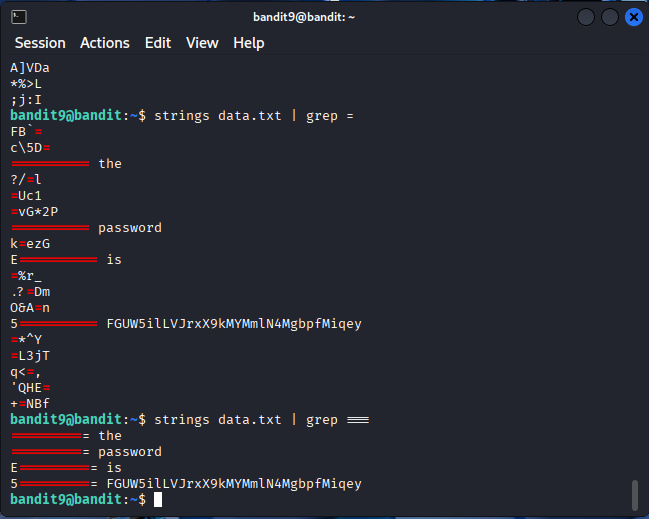 bandit9@bandit: ~
Session Actions Edit View Help
A]VDa
*%>L
;j:I
bandit9@bandit:~$ strings data.txt | grep =
FB`=
c\5D=
========== the
?/=l
=Uc1
=vG*2P
========== password
k=ezG
E========== is
=%r_
.?=Dm
O&A=n
5========== FGUW5ilLVJrxX9kMYMmlN4MgbpfMiqey
=*^Y
=L3jT
q<=,
'QHE=
+=NBf
bandit9@bandit:~$ strings data.txt | grep ===
========== the
========== password
E========== is
5========== FGUW5ilLVJrxX9kMYMmlN4MgbpfMiqey
bandit9@bandit:~$